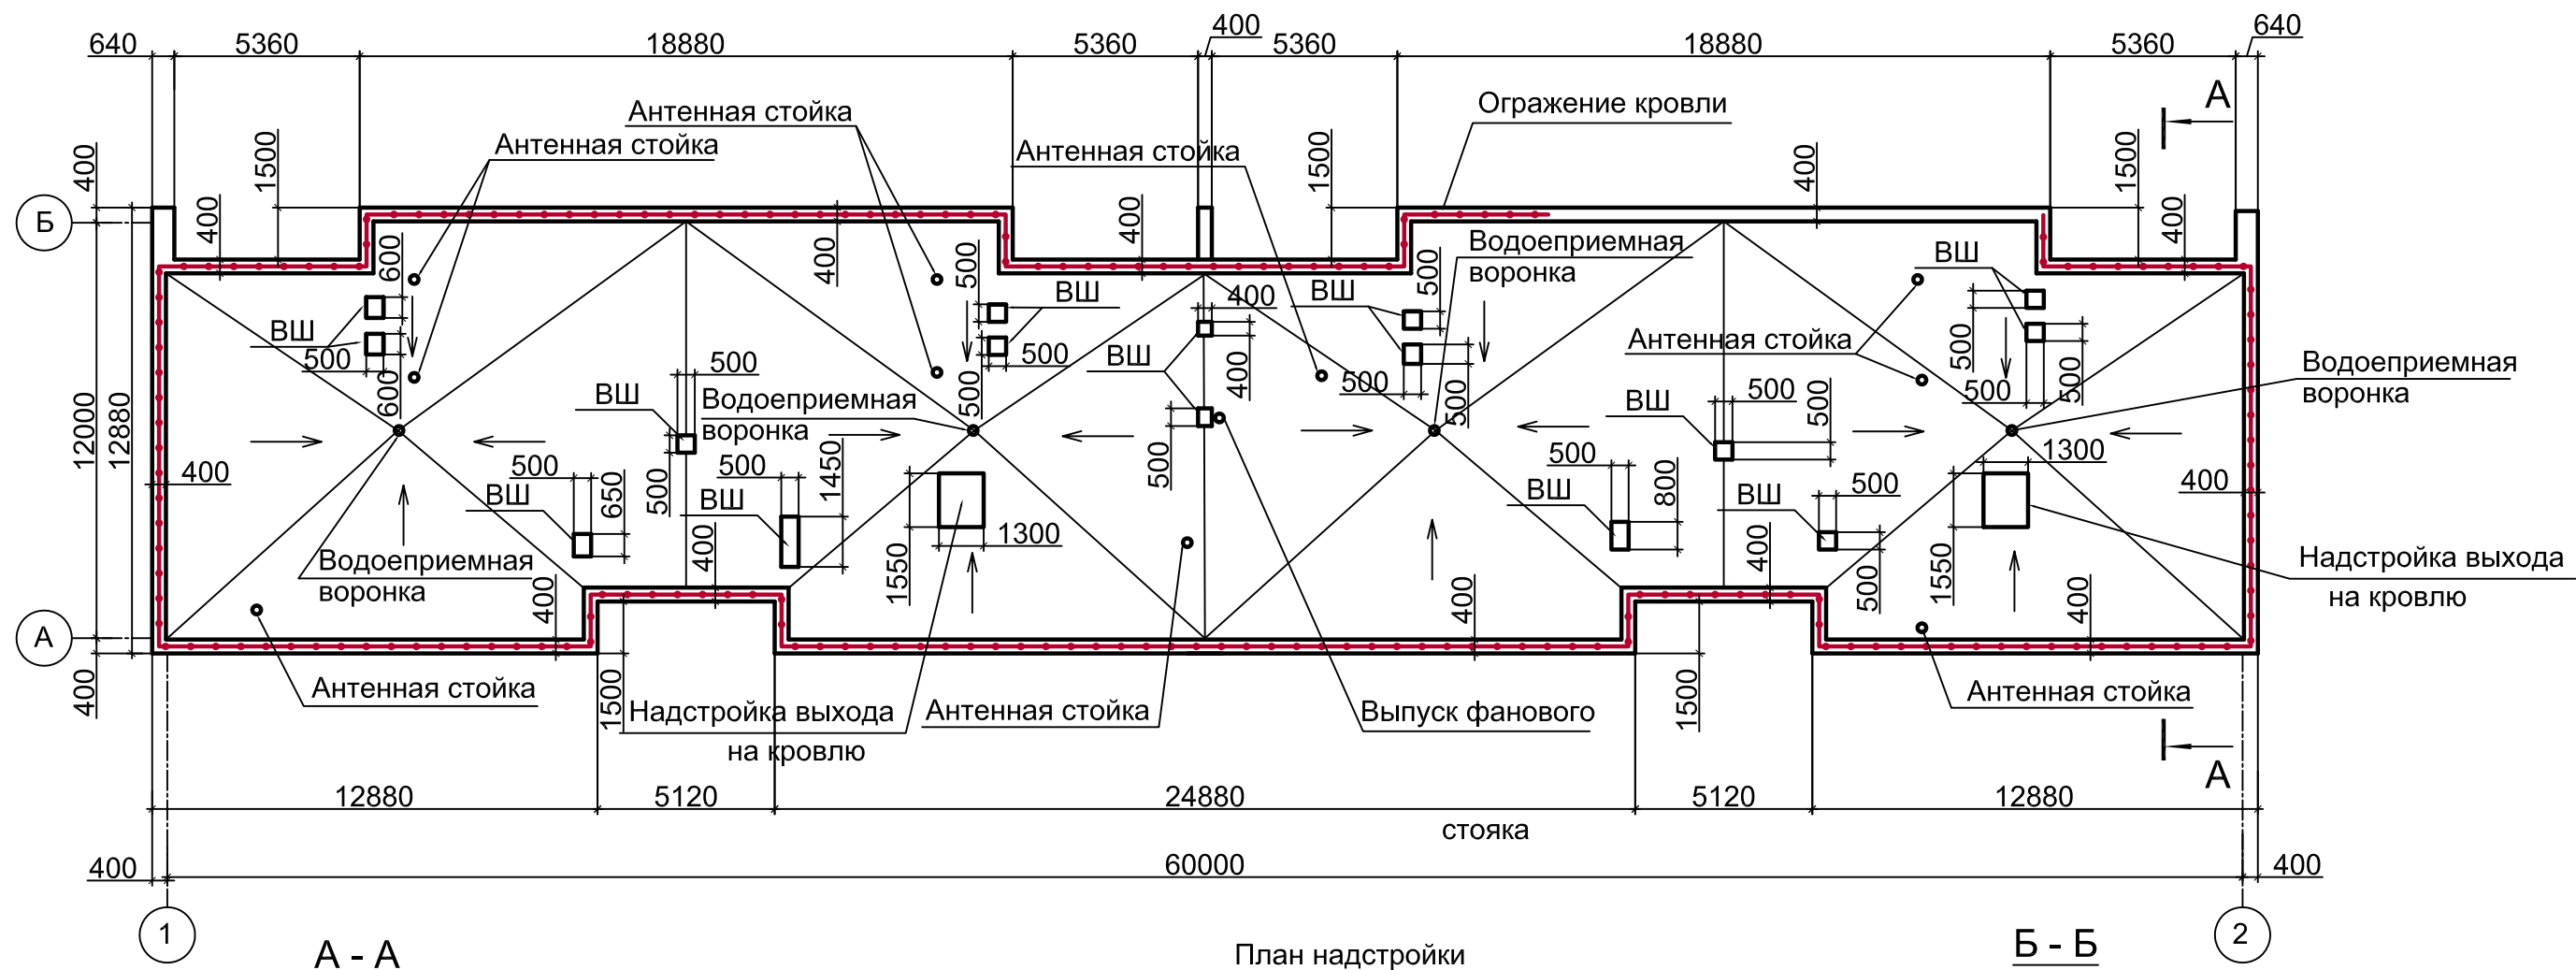 400
640
5360
18880
5360
5360
18880
5360
640
Антенная стойка
Антенная стойка
Антенная стойка
Огражение кровли
А
400
1500
400
400
1500
400
1500
400
Б
600
400
500
Водоеприемная
воронка
500
ВШ
ВШ
ВШ
ВШ
400
500
600
500
500
ВШ
400
500
500
Антенная стойка
500
500
500
Водоеприемная
воронка
12000
12880
500
ВШ
Водоеприемная
воронка
500
ВШ
500
500
1300
400
500
650
ВШ
500
500
1450
ВШ
1550
1300
500
800
ВШ
500
ВШ
500
1550
400
Водоеприемная
воронка
400
400
400
400
400
Надстройка выхода
на кровлю
А
400
Антенная стойка
1500
Надстройка выхода
на кровлю
Антенная стойка
Выпуск фанового
1500
Антенная стойка
А
12880
5120
24880
5120
12880
стояка
400
60000
400
1
2
А - А
План надстройки
Б - Б